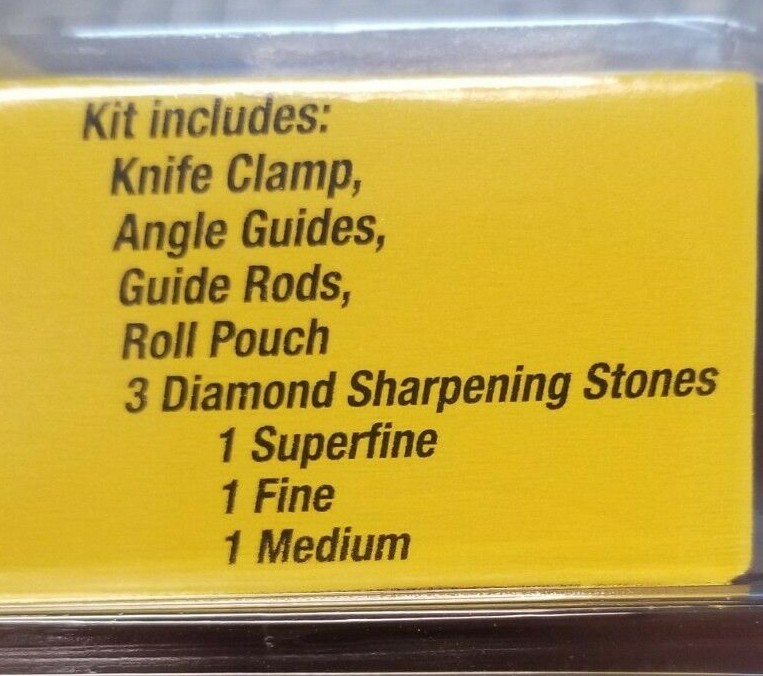 Kit includes:
Knife Clamp,
Angle Guides,
Guide Rods,
Roll Pouch
3 Diamond Sharpening Stones
1 Superfine
1 Fine
1 Medium